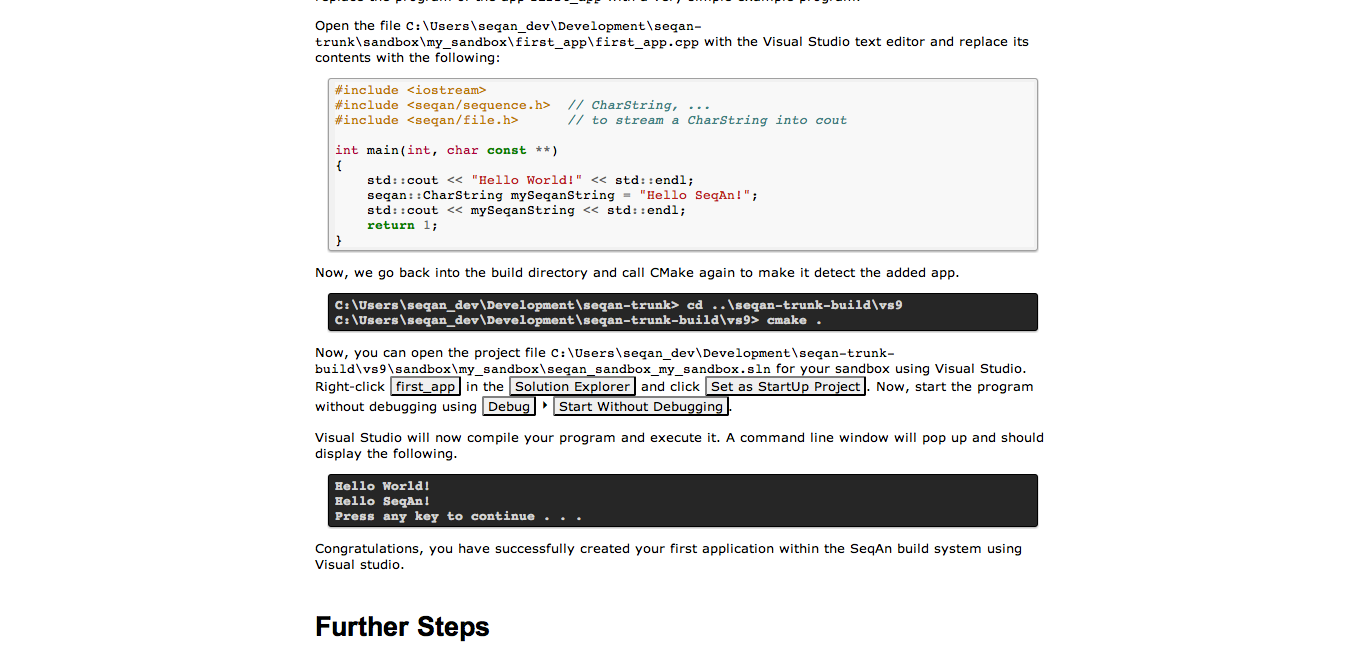 Open the file C:\Users\seqan_dev\Development\seqan-
trunk\sandbox\my_sandbox\first_app\first_app.cpp with the Visual Studio text editor and replace its
contents with the following:
#include <iostream>
#include <seqan/sequence.h>  // CharString, ...
#include <seqan/file.h>      // to stream a CharString into cout
int main(int, char const **)
{
    std::cout << "Hello World!" << std::endl;
    seqan::CharString mySeqanString = "Hello SeqAn!";
    std::cout << mySeqanString << std::endl;
    return 1;
}
Now, we go back into the build directory and call CMake again to make it detect the added app.
C:\Users\seqan_dev\Development\seqan-trunk> cd ..\seqan-trunk-build\vs9
C:\Users\seqan_dev\Development\seqan-trunk-build\vs9> cmake .
Now, you can open the project file C:\Users\seqan_dev\Development\seqan-trunk-
build\vs9\sandbox\my_sandbox\seqan_sandbox_my_sandbox.sln for your sandbox using Visual Studio.
Right-click first_app in the Solution Explorer and click Set as StartUp Project. Now, start the program
without debugging using Debug ‣ Start Without Debugging.
Visual Studio will now compile your program and execute it. A command line window will pop up and should
display the following.
Hello World!
Hello SeqAn!
Press any key to continue . . .
Congratulations, you have successfully created your first application within the SeqAn build system using
Visual studio.
Further Steps